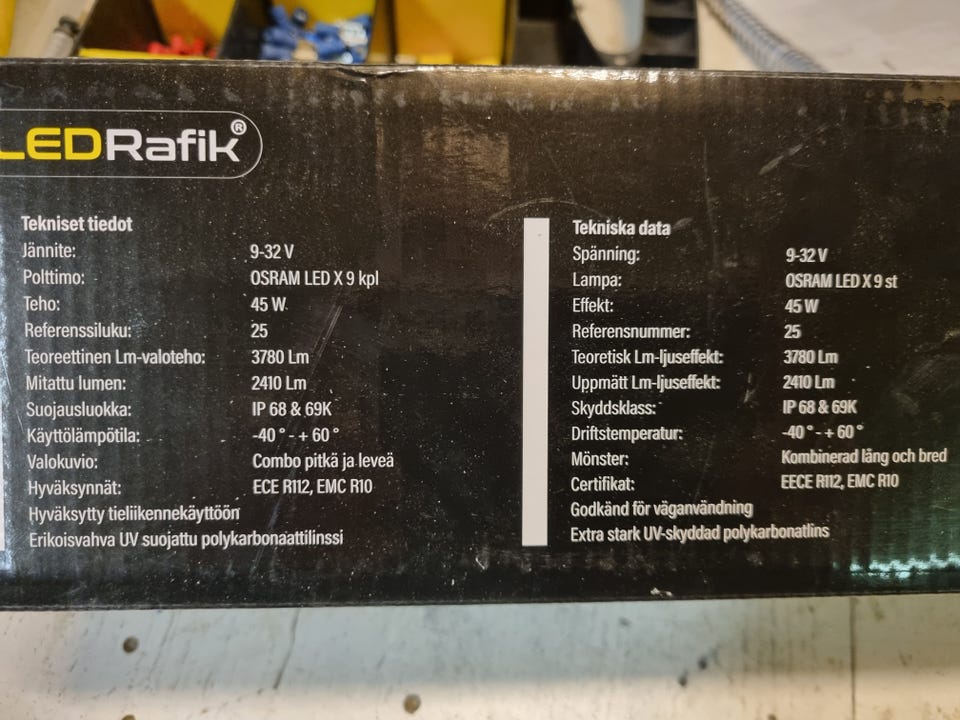 LEDRafik®
Tekniset tiedot
Jännite: 9-32 V
Polttimo: OSRAM LED X 9 kpl
Teho: 45 W
Referenssiluku: 25
Teoreettinen Lm-valoteho: 3780 Lm
Mitattu lumen: 2410 Lm
Suojausluokka: IP 68 & 69K
Käyttölämpötila: -40 ° - + 60 °
Valokuvio: Combo pitkä ja leveä
Hyväksynnät: ECE R112, EMC R10
Hyväksytty tieliikennekäyttöön
Erikoisvahva UV suojattu polykarbonaattilinssi
Tekniska data
Spänning: 9-32 V
Lampa: OSRAM LED X 9 st
Effekt: 45 W
Referensnummer: 25
Teoretisk Lm-ljuseffekt: 3780 Lm
Uppmätt Lm-ljuseffekt: 2410 Lm
Skyddsklass: IP 68 & 69K
Driftstemperatur: -40 ° - + 60 °
Mönster: Kombinerad lång och bred
Certifikat: EECE R112, EMC R10
Godkänd förväganvändning
Extra stark UV-skyddad polykarbonatlins